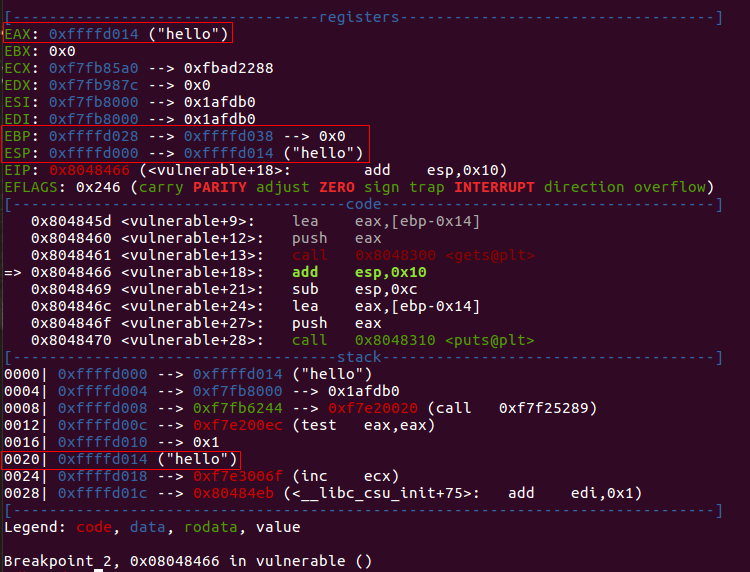 [----------------------------------registers-----------------------------------]
EAX: 0xffffd014 ("hello")
EBX: 0x0
ECX: 0xf7fb85a0 --> 0xfbad2288
EDX: 0xf7fb987c --> 0x0
ESI: 0xf7fb8000 --> 0x1afdb0
EDI: 0xf7fb8000 --> 0x1afdb0
EBP: 0xffffd028 --> 0xffffd038 --> 0x0
ESP: 0xffffd000 --> 0xffffd014 ("hello")
EIP: 0x8048466 (<vulnerable+18>: add esp,0x10)
EFLAGS: 0x246 (carry PARITY adjust ZERO sign trap INTERRUPT direction overflow)
[-------------------------------------code-------------------------------------]
0x804845d <vulnerable+9>: lea eax,[ebp-0x14]
0x8048460 <vulnerable+12>: push eax
0x8048461 <vulnerable+13>: call 0x8048300 <gets@plt>
=> 0x8048466 <vulnerable+18>: add esp,0x10
0x8048469 <vulnerable+21>: sub esp,0xc
0x804846c <vulnerable+24>: lea eax,[ebp-0x14]
0x804846f <vulnerable+27>: push eax
0x8048470 <vulnerable+28>: call 0x8048310 <puts@plt>
[------------------------------------stack-------------------------------------]
0000| 0xffffd000 --> 0xffffd014 ("hello")
0004| 0xffffd004 --> 0xf7fb8000 --> 0x1afdb0
0008| 0xffffd008 --> 0xf7fb6244 --> 0xf7e20020 (call 0xf7f25289)
0012| 0xffffd00c --> 0xf7e200ec (test eax,eax)
0016| 0xffffd010 --> 0x1
0020| 0xffffd014 ("hello")
0024| 0xffffd018 --> 0xf7e3006f (inc ecx)
0028| 0xffffd01c --> 0x80484eb (<__libc_csu_init+75>: add edi,0x1)
[------------------------------------------------------------------------------]
Legend: code, data, rodata, value
Breakpoint 2, 0x08048466 in vulnerable ()